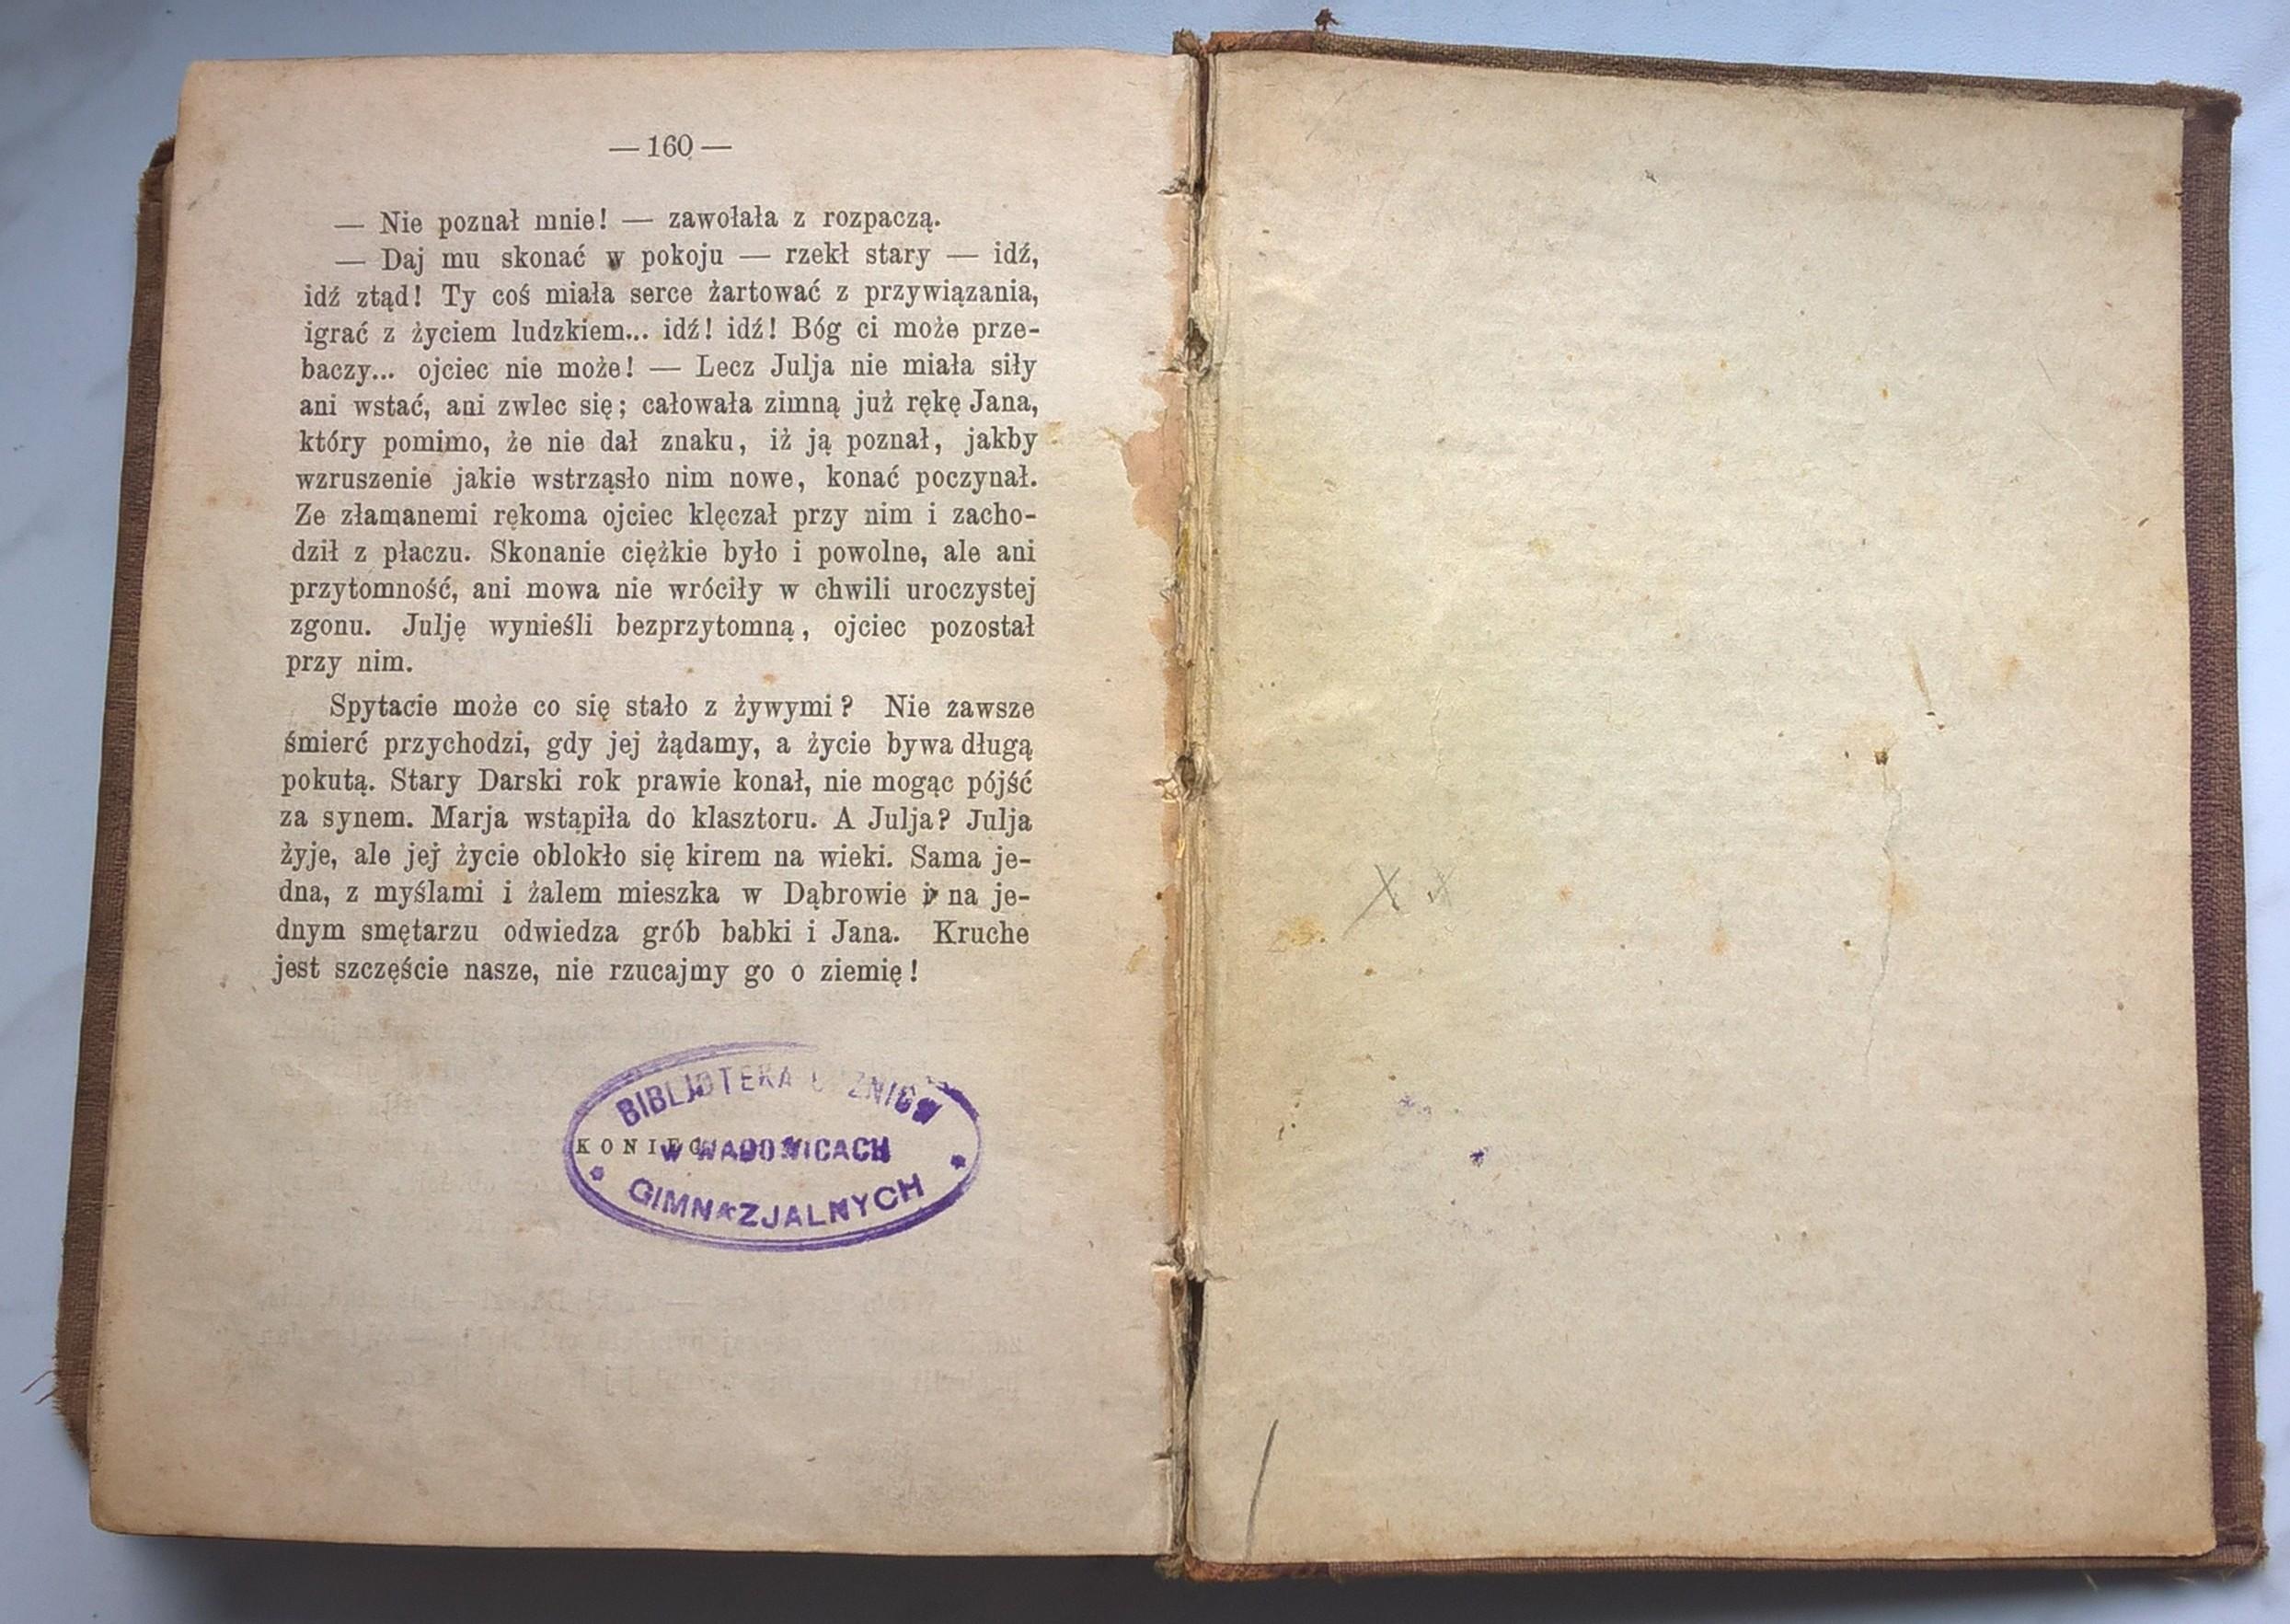 — 160 —
— Nie poznał mnie! — zawołała z rozpaczą.
— Daj mu skonać w pokoju — rzekł stary — idź,
idź ztąd! Ty coś miała serce żartować z przywiązania,
igrać z życiem ludzkiem... idź! idź! Bóg ci może prze-
baczy... ojciec nie może! — Lecz Julja nie miała siły
ani wstać, ani zwlec się; całowała zimną już rękę Jana,
który pomimo, że nie dał znaku, iż ją poznał, jakby
wzruszenie jakie wstrząsło nim nowe, konać poczynał.
Ze złamanemi rękoma ojciec klęczał przy nim i zacho-
dził z płaczu. Skonanie ciężkie było i powolne, ale ani
przytomność, ani mowa nie wróciły w chwili uroczystej
zgonu. Julję wynieśli bezprzytomną, ojciec pozostał
przy nim.
Spytacie może co się stało z żywymi? Nie zawsze
śmierć przychodzi, gdy jej żądamy, a życie bywa długą
pokutą. Stary Darski rok prawie konał, nie mogąc pójść
za synem. Marja wstąpiła do klasztoru. A Julja? Julja
żyje, ale jej życie oblokło się kirem na wieki. Sama je-
dna, z myślami i żalem mieszka w Dąbrowie i na je-
dnym smętarzu odwiedza grób babki i Jana. Kruche
jest szczęście nasze, nie rzucajmy go o ziemię!
BIBLJOTEKA
KONIEC
W WADOWICACH
GIMNAZJALNYCH
X x